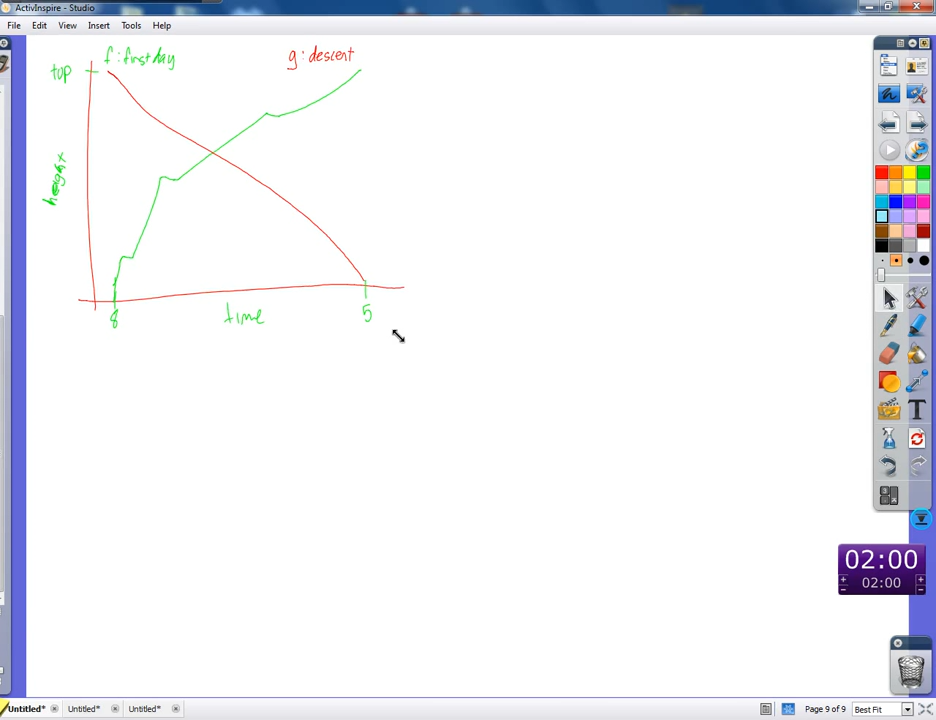 ActivInspire - Studio
File Edit View Insert Tools Help
f: first day
g: descent
top
height
8
time
5
02:00
02:00
Untitled* Untitled* Untitled*
Page 9 of 9
Best Fit